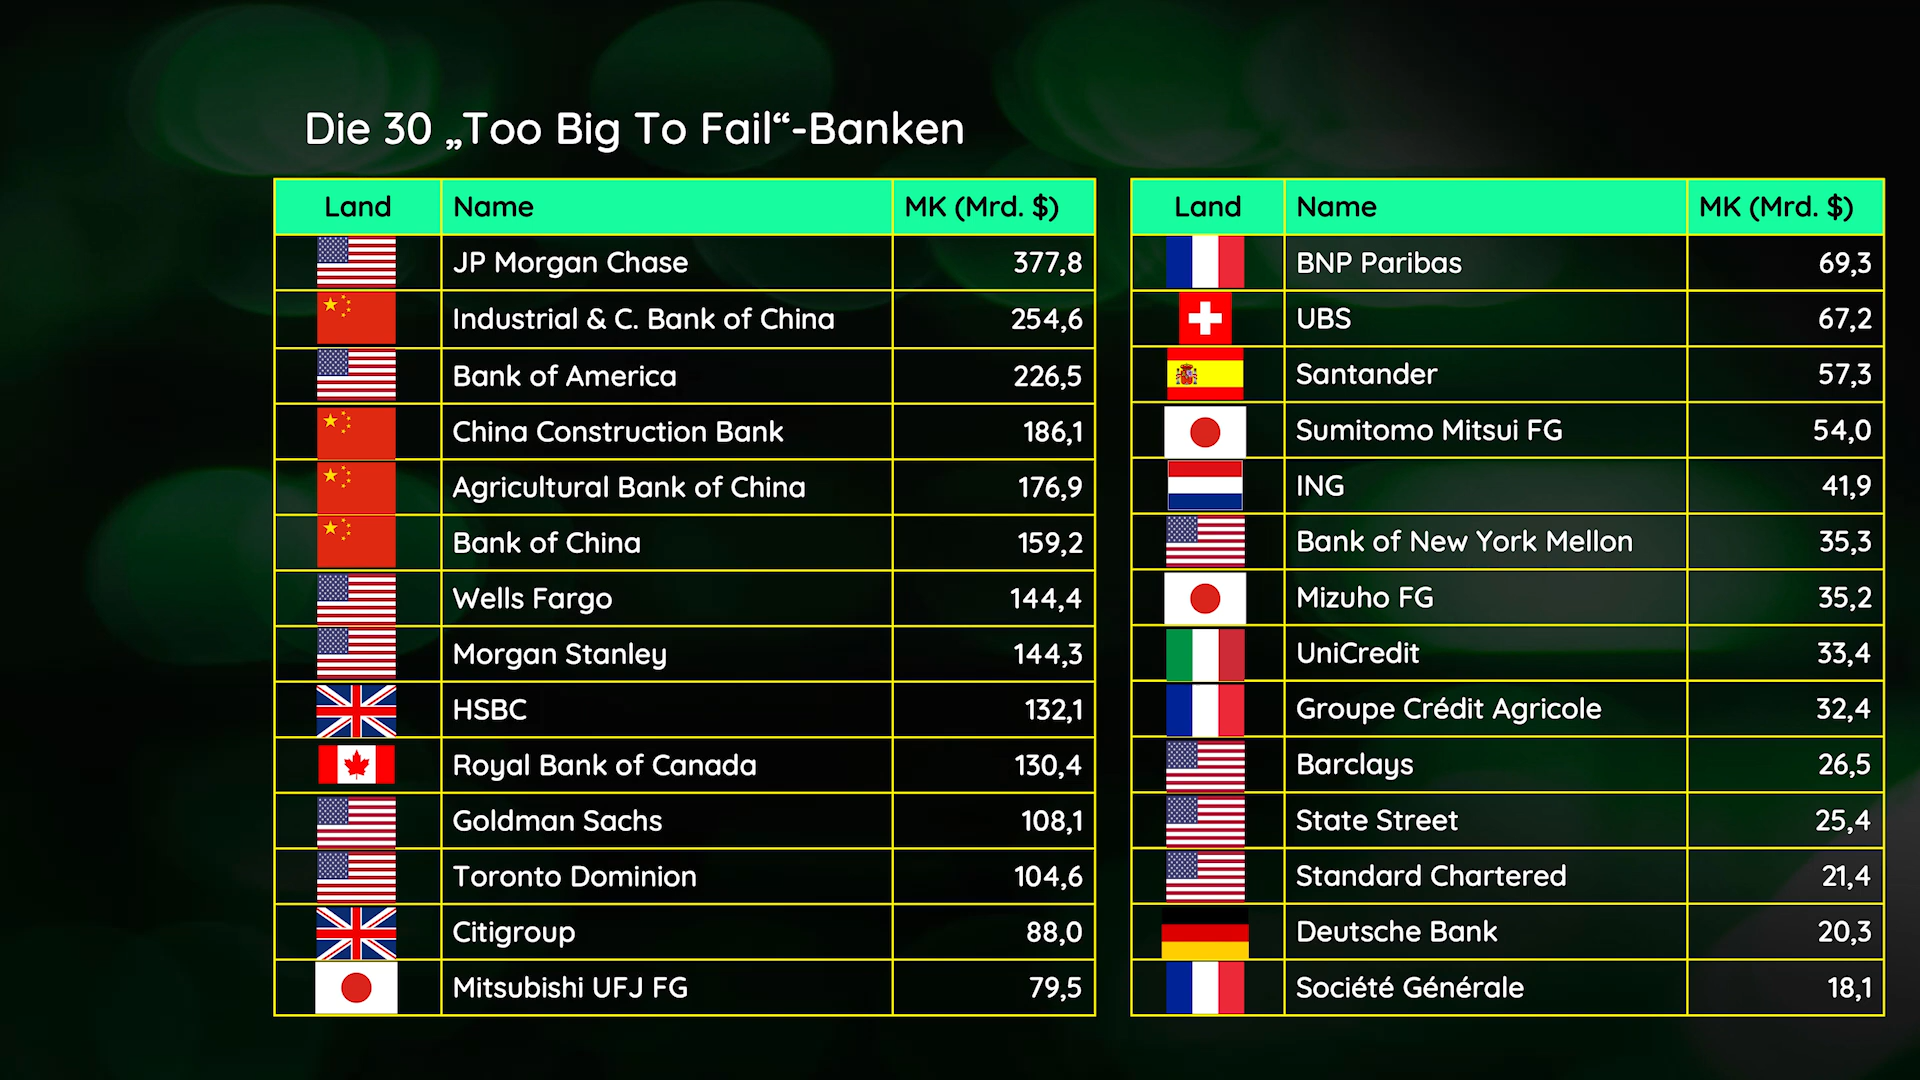 Die 30 „Too Big To Fail“-Banken
Land Name MK (Mrd. $)
JP Morgan Chase 377,8
Industrial & C. Bank of China 254,6
Bank of America 226,5
China Construction Bank 186,1
Agricultural Bank of China 176,9
Bank of China 159,2
Wells Fargo 144,4
Morgan Stanley 144,3
HSBC 132,1
Royal Bank of Canada 130,4
Goldman Sachs 108,1
Toronto Dominion 104,6
Citigroup 88,0
Mitsubishi UFJ FG 79,5
Land Name MK (Mrd. $)
BNP Paribas 69,3
UBS 67,2
Santander 57,3
Sumitomo Mitsui FG 54,0
ING 41,9
Bank of New York Mellon 35,3
Mizuho FG 35,2
UniCredit 33,4
Groupe Crédit Agricole 32,4
Barclays 26,5
State Street 25,4
Standard Chartered 21,4
Deutsche Bank 20,3
Société Générale 18,1